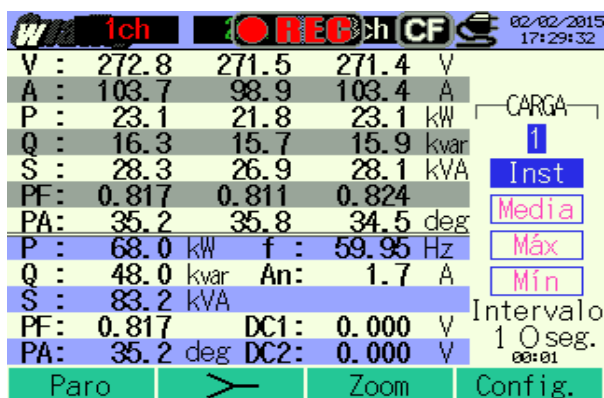 W 1ch 2 REC 3ch CF 02/02/2015
17:29:32
V : 272.8 271.5 271.4 V
A : 103.7 98.9 103.4 A
P : 23.1 21.8 23.1 kW
Q : 16.3 15.7 15.9 kvar
S : 28.3 26.9 28.1 kVA
PF: 0.817 0.811 0.824
PA: 35.2 35.8 34.5 deg
P : 68.0 kW f : 59.95 Hz
Q : 48.0 kvar An: 1.7 A
S : 83.2 kVA
PF: 0.817 DC1: 0.000 V
PA: 35.2 deg DC2: 0.000 V
CARGA
1
Inst
Media
Máx
Mín
Intervalo
10seg.
00:01
Paro Zoom Config.